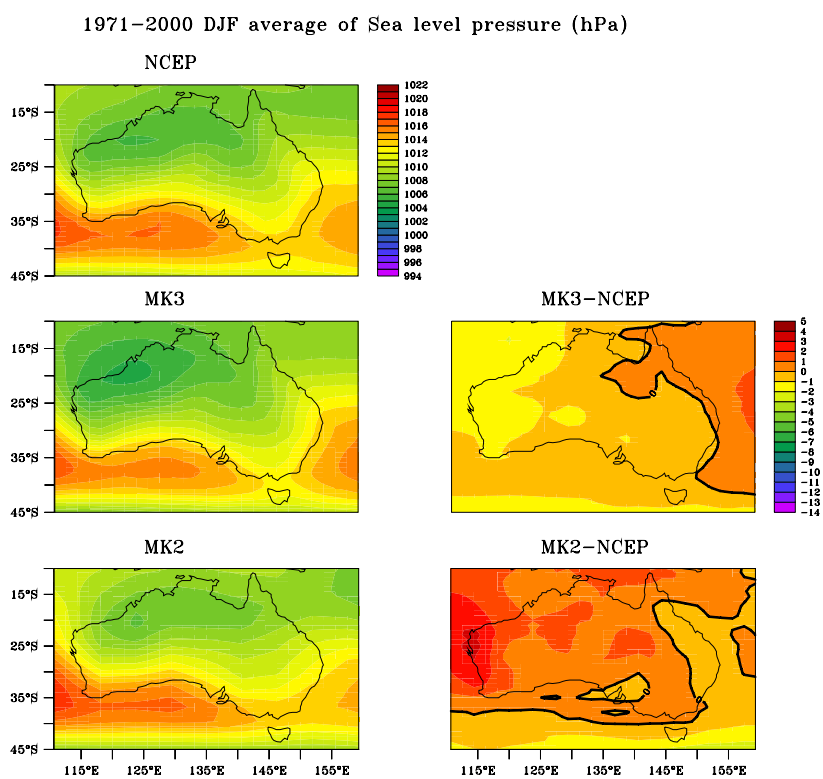 1971−2000 DJF average of Sea level pressure (hPa)
NCEP
15°S
25°S
35°S
45°S
1022
1020
1018
1016
1014
1012
1010
1008
1006
1004
1002
1000
998
996
994
MK3
15°S
25°S
35°S
45°S
MK3−NCEP
0
5
4
3
2
1
0
−1
−2
−3
−4
−5
−6
−7
−8
−9
−10
−11
−12
−13
−14
MK2
15°S
25°S
35°S
45°S
115°E 125°E 135°E 145°E 155°E
MK2−NCEP
0
0
115°E 125°E 135°E 145°E 155°E